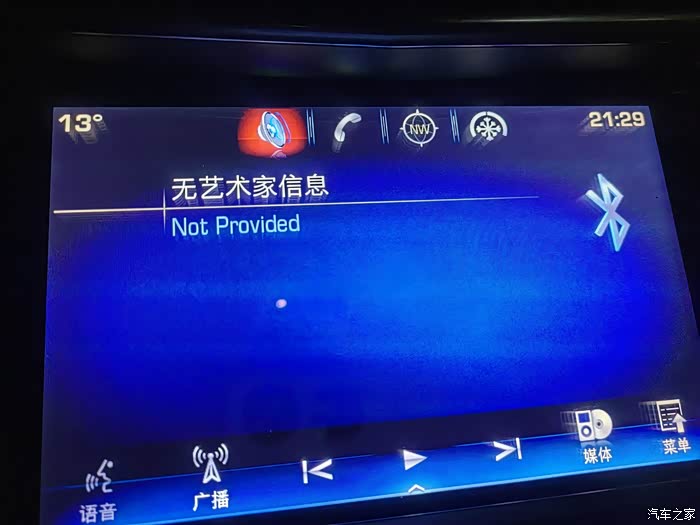 13°
NW
21:29
无艺术家信息
Not Provided
语音
广播
媒体
菜单
汽车之家